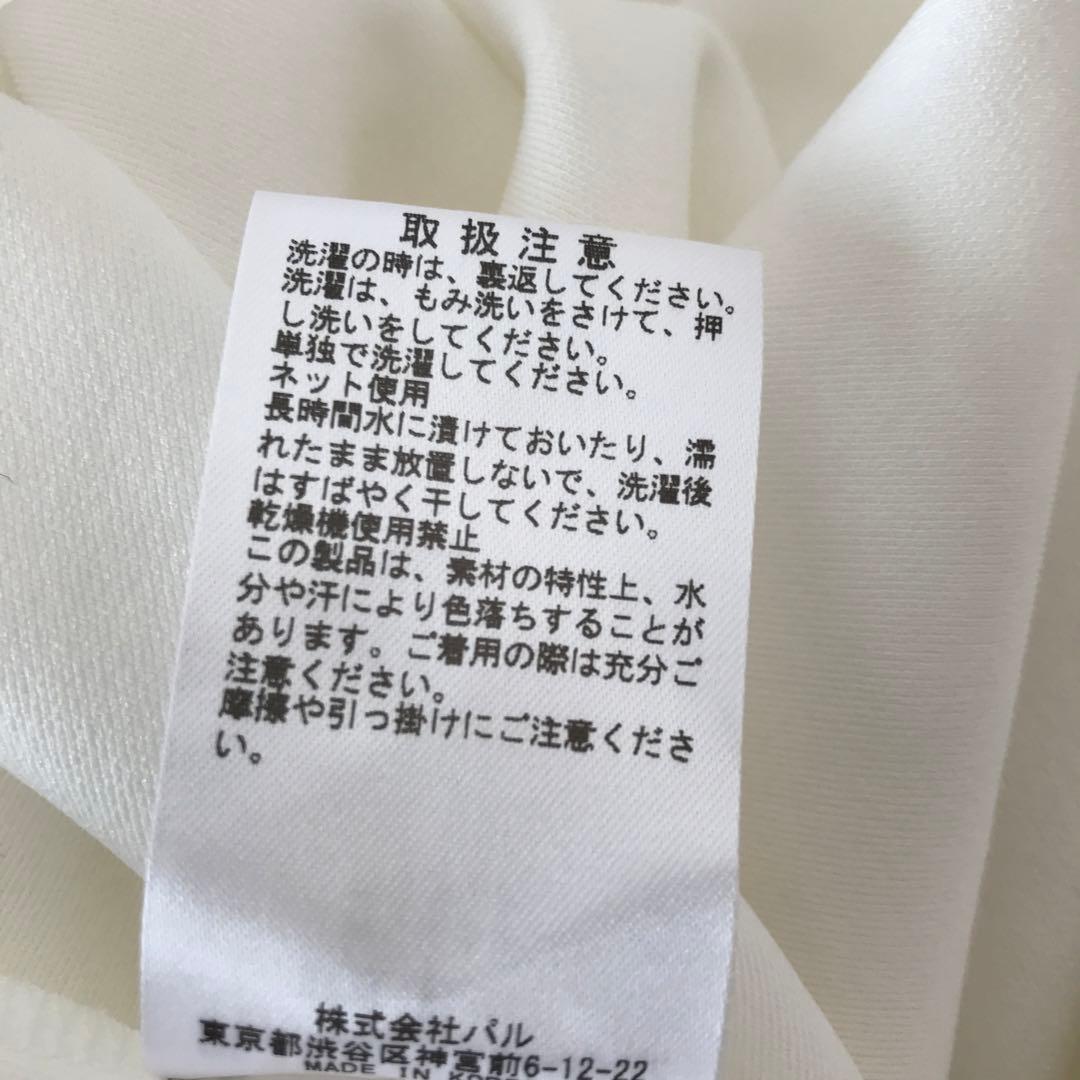 取扱注意
洗濯の時は、裏返してください。
洗濯は、もみ洗いをさけて、押
し洗いをしてください。
単独で洗濯してください。
ネット使用
長時間水に漬けておいたり、濡
れたまま放置しないで、洗濯後
はすばやく干してください。
乾燥機使用禁止
この製品は、素材の特性上、水
分や汗により色落ちすることが
あります。ご着用の際は充分ご
注意ください。
摩擦や引っ掛けにご注意くださ
い。
株式会社パル
東京都渋谷区神宮前6-12-22
MADE IN